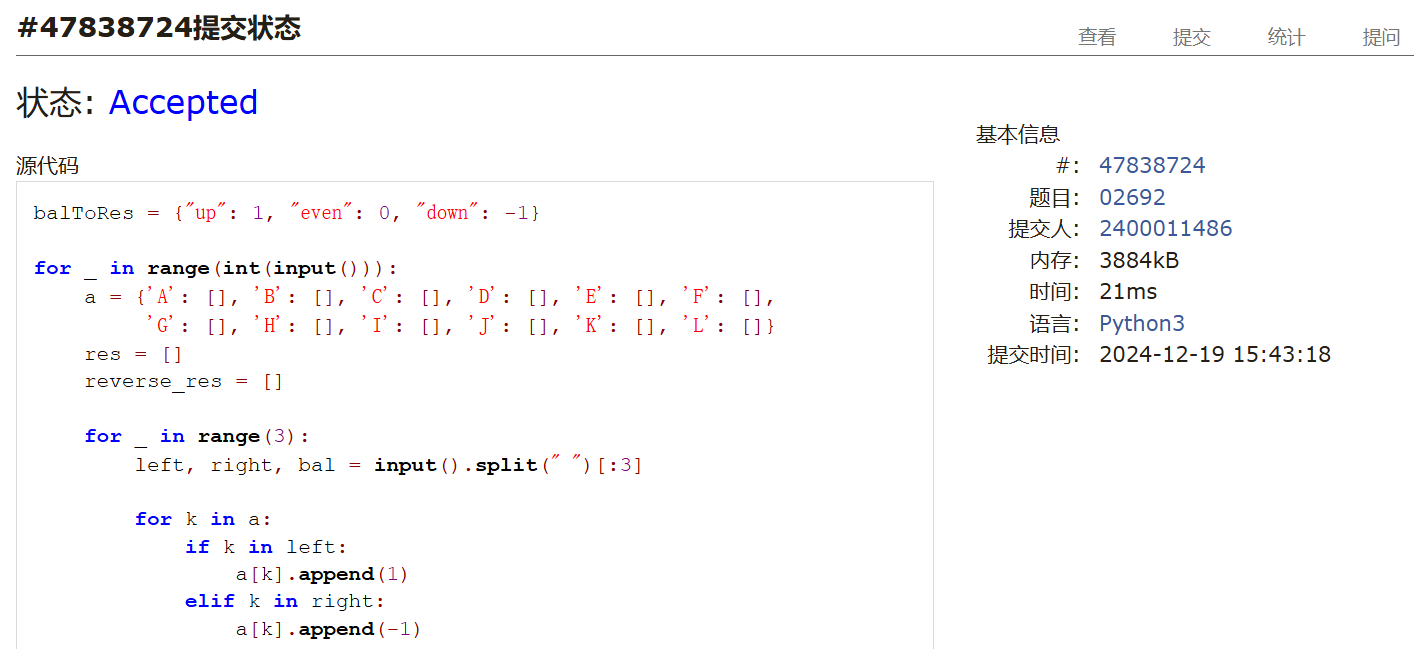 #47838724提交状态
查看 提交 统计 提问
状态: Accepted
源代码
balToRes = {"up": 1, "even": 0, "down": -1}
for _ in range(int(input())):
    a = {'A': [], 'B': [], 'C': [], 'D': [], 'E': [], 'F': [],
         'G': [], 'H': [], 'I': [], 'J': [], 'K': [], 'L': []}
    res = []
    reverse_res = []
    for _ in range(3):
        left, right, bal = input().split(" ")[:3]
        for k in a:
            if k in left:
                a[k].append(1)
            elif k in right:
                a[k].append(-1)
基本信息
#: 47838724
题目: 02692
提交人: 2400011486
内存: 3884kB
时间: 21ms
语言: Python3
提交时间: 2024-12-19 15:43:18